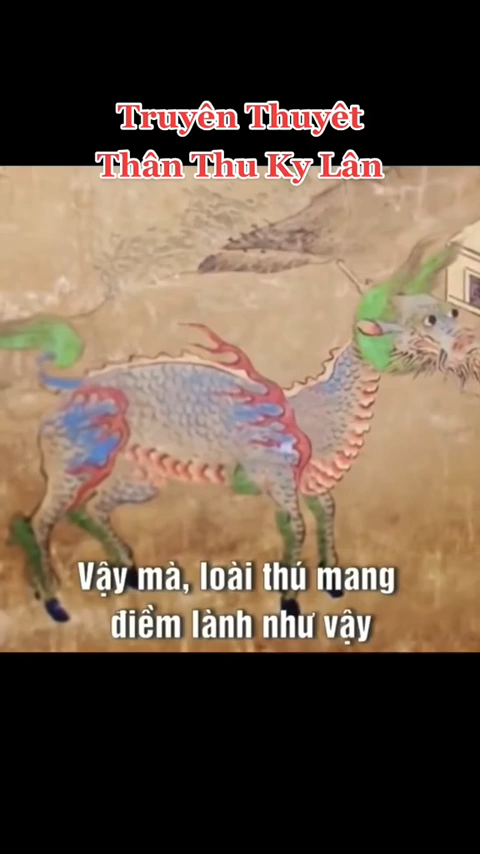 Truyên Thuyêt
Thân Thu Ky Lân
Vậy mà, loài thú mang
điềm lành như vậy